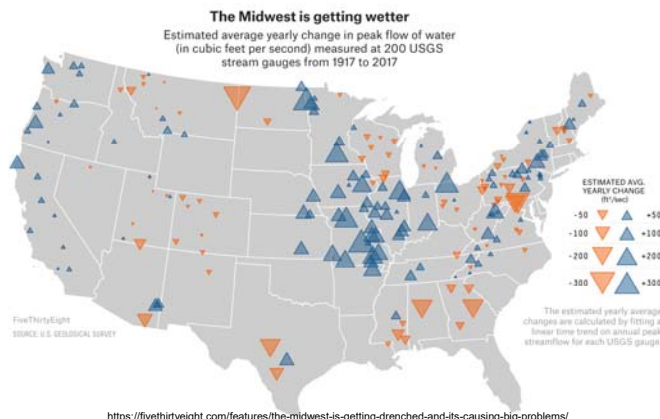 The Midwest is getting wetter
Estimated average yearly change in peak flow of water
(in cubic feet per second) measured at 200 USGS
stream gauges from 1917 to 2017
ESTIMATED AVG.
YEARLY CHANGE
(ft³/sec)
-50 +50
-100 +100
-200 +200
-300 +300
FiveThirtyEight
SOURCE: U.S. GEOLOGICAL SURVEY
The estimated yearly average
changes are calculated by fitting a
linear time trend on annual peak
streamflow for each USGS gauge
https://fivethirtyeight.com/features/the-midwest-is-getting-drenched-and-its-causing-big-problems/